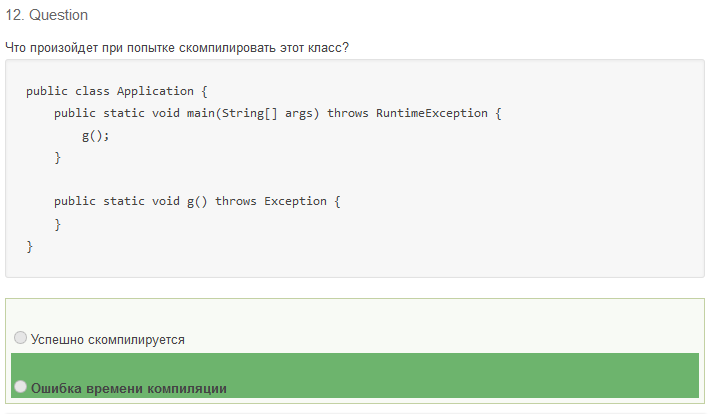 12. Question
Что произойдет при попытке скомпилировать этот класс?
public class Application {
    public static void main(String[] args) throws RuntimeException {
        g();
    }
    public static void g() throws Exception {
    }
}
Успешно скомпилируется
Ошибка времени компиляции